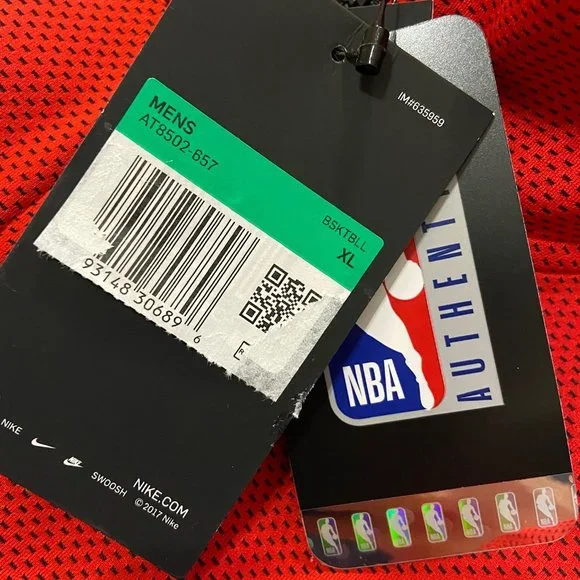 IM#635959
MENS
AT8502-657
BSKTBLL
XL
93148 30689 6
R
NIKE
SWOOSH
NIKE.COM
©2017 Nike
NBA
AUTHENT